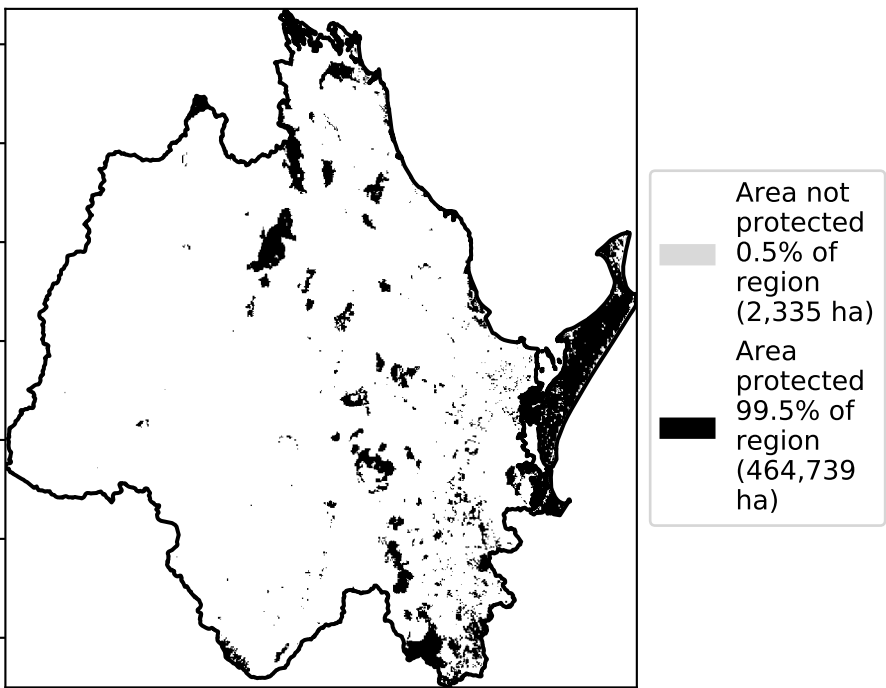 Area not
protected
0.5% of
region
(2,335 ha)
Area
protected
99.5% of
region
(464,739
ha)